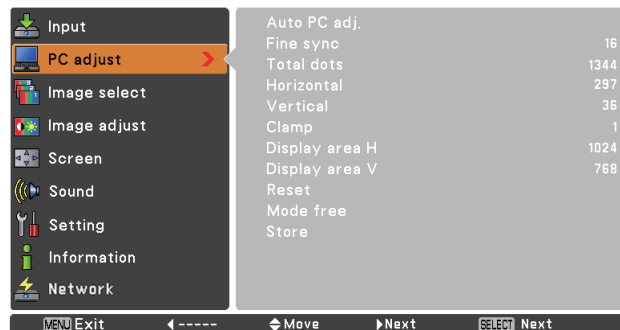 Input
PC adjust
Image select
Image adjust
Screen
Sound
Setting
Information
Network
Auto PC adj.
Fine sync 16
Total dots 1344
Horizontal 297
Vertical 36
Clamp 1
Display area H 1024
Display area V 768
Reset
Mode free
Store
MENU Exit ----- Move Next SELECT Next